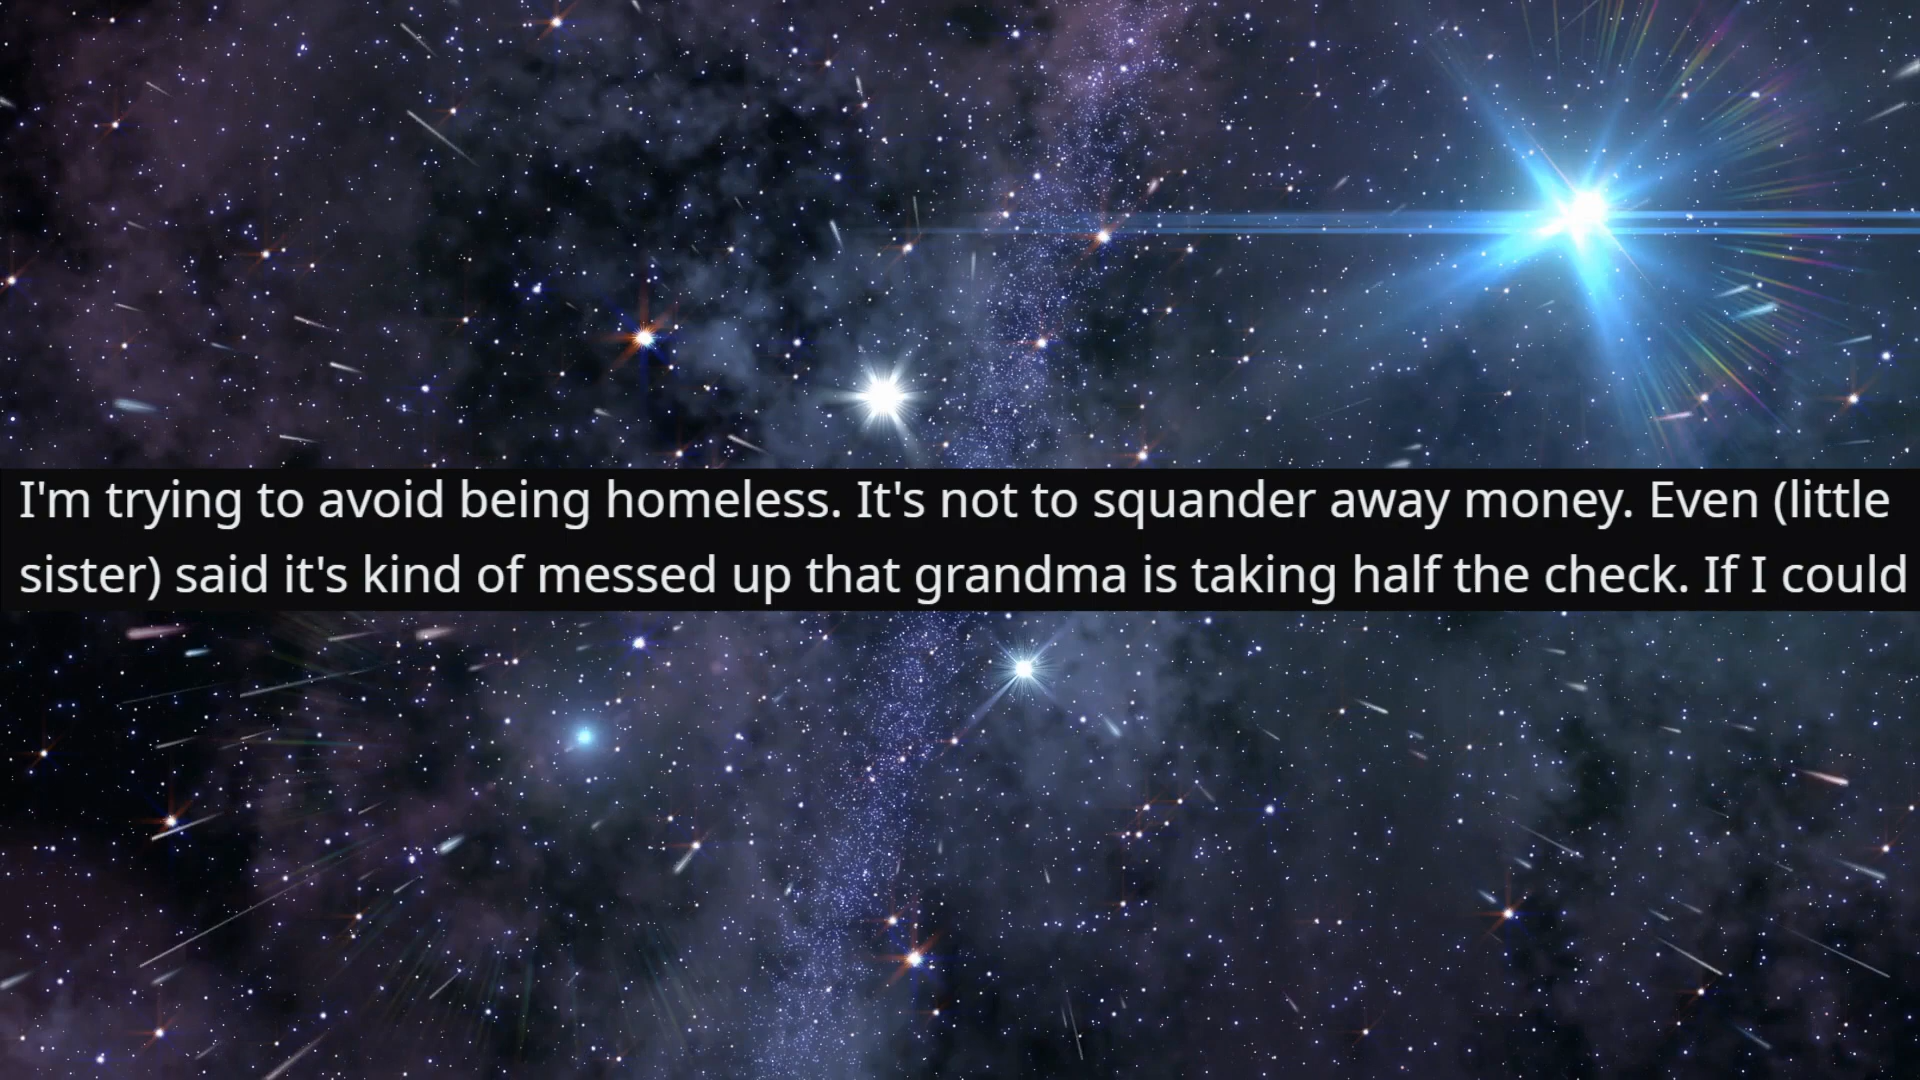 I'm trying to avoid being homeless. It's not to squander away money. Even (little
sister) said it's kind of messed up that grandma is taking half the check. If I could